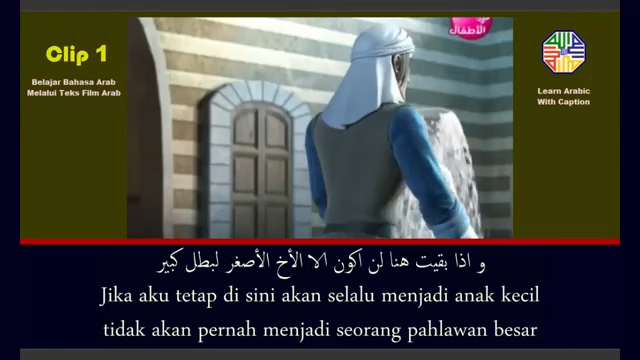 Clip 1
Belajar Bahasa Arab
Melalui Teks Film Arab
الأطفال
Learn Arabic
With Caption
و اذا بقيت هنا لن اكون الا الأخ الأصغر لبطل كبير
Jika aku tetap di sini akan selalu menjadi anak kecil
tidak akan pernah menjadi seorang pahlawan besar